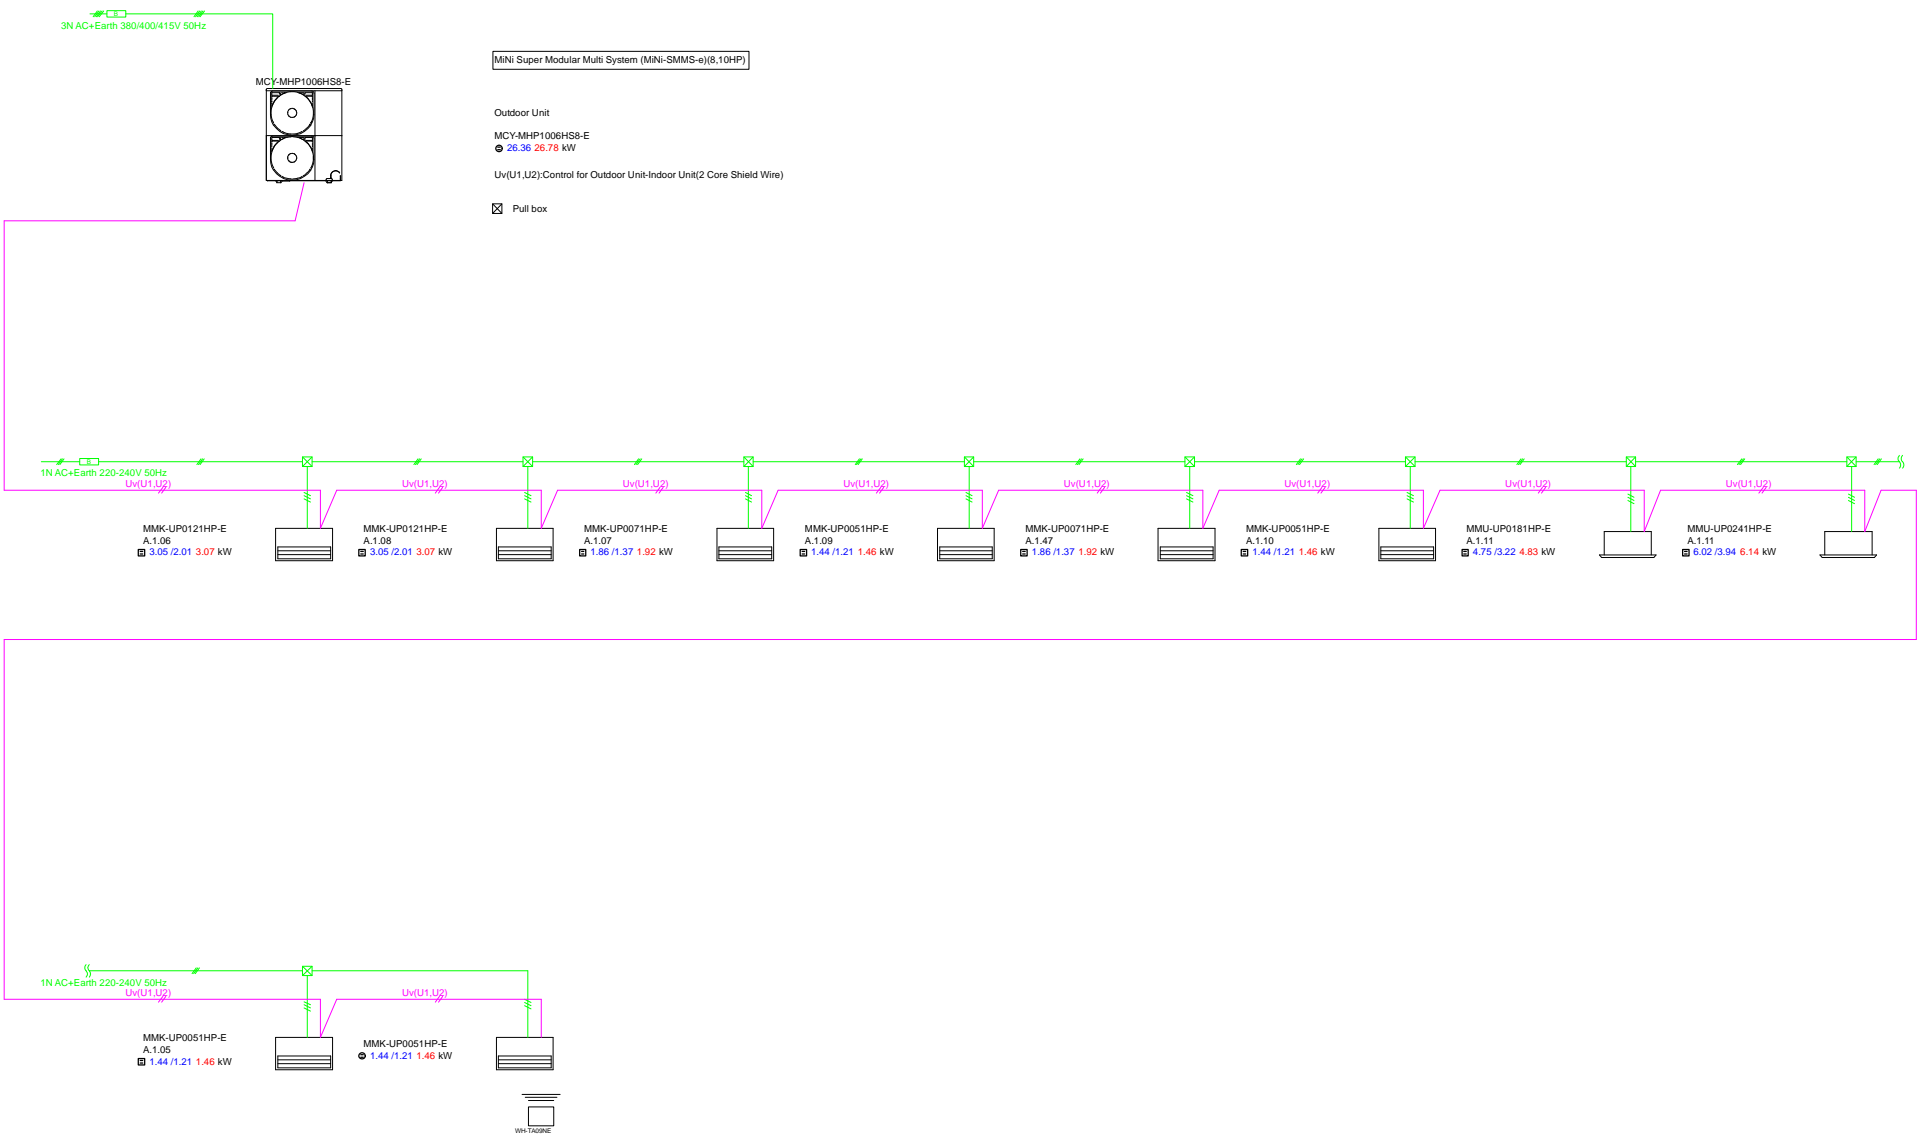 3N AC+Earth 380/400/415V 50Hz
MCY-MHP1006HS8-E
MiNi Super Modular Multi System (MiNi-SMMS-e)(8,10HP)
Outdoor Unit
MCY-MHP1006HS8-E
26.36 26.78 kW
Uv(U1,U2):Control for Outdoor Unit-Indoor Unit(2 Core Shield Wire)
Pull box
1N AC+Earth 220-240V 50Hz
Uv(U1,U2)
Uv(U1,U2)
Uv(U1,U2)
Uv(U1,U2)
Uv(U1,U2)
Uv(U1,U2)
Uv(U1,U2)
Uv(U1,U2)
MMK-UP0121HP-E
A.1.06
3.05 /2.01 3.07 kW
MMK-UP0121HP-E
A.1.08
3.05 /2.01 3.07 kW
MMK-UP0071HP-E
A.1.07
1.86 /1.37 1.92 kW
MMK-UP0051HP-E
A.1.09
1.44 /1.21 1.46 kW
MMK-UP0071HP-E
A.1.47
1.86 /1.37 1.92 kW
MMK-UP0051HP-E
A.1.10
1.44 /1.21 1.46 kW
MMU-UP0181HP-E
A.1.11
4.75 /3.22 4.83 kW
MMU-UP0241HP-E
A.1.11
6.02 /3.94 6.14 kW
1N AC+Earth 220-240V 50Hz
Uv(U1,U2)
Uv(U1,U2)
MMK-UP0051HP-E
A.1.05
1.44 /1.21 1.46 kW
MMK-UP0051HP-E
1.44 /1.21 1.46 kW
WH-TA09NE